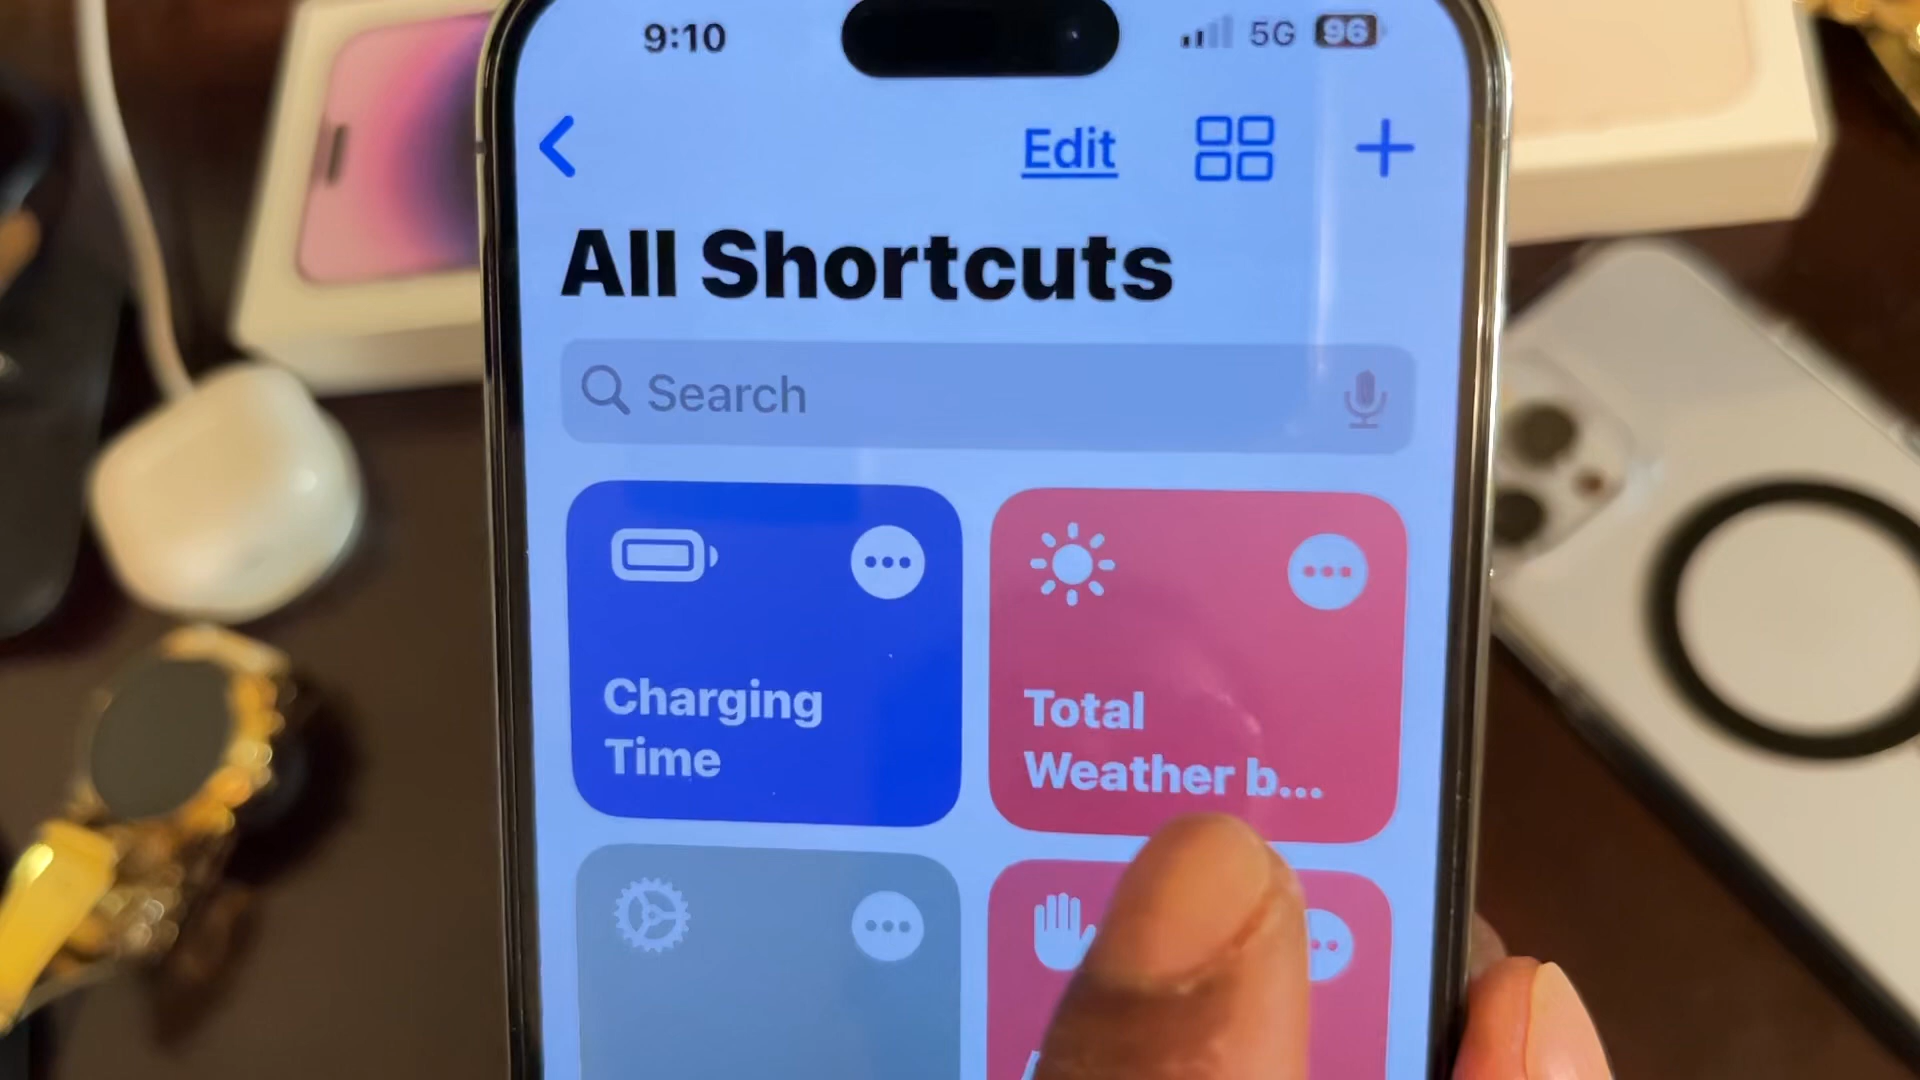 9:10
5G 96
Edit
All Shortcuts
Search
Charging
Time
Total
Weather b...